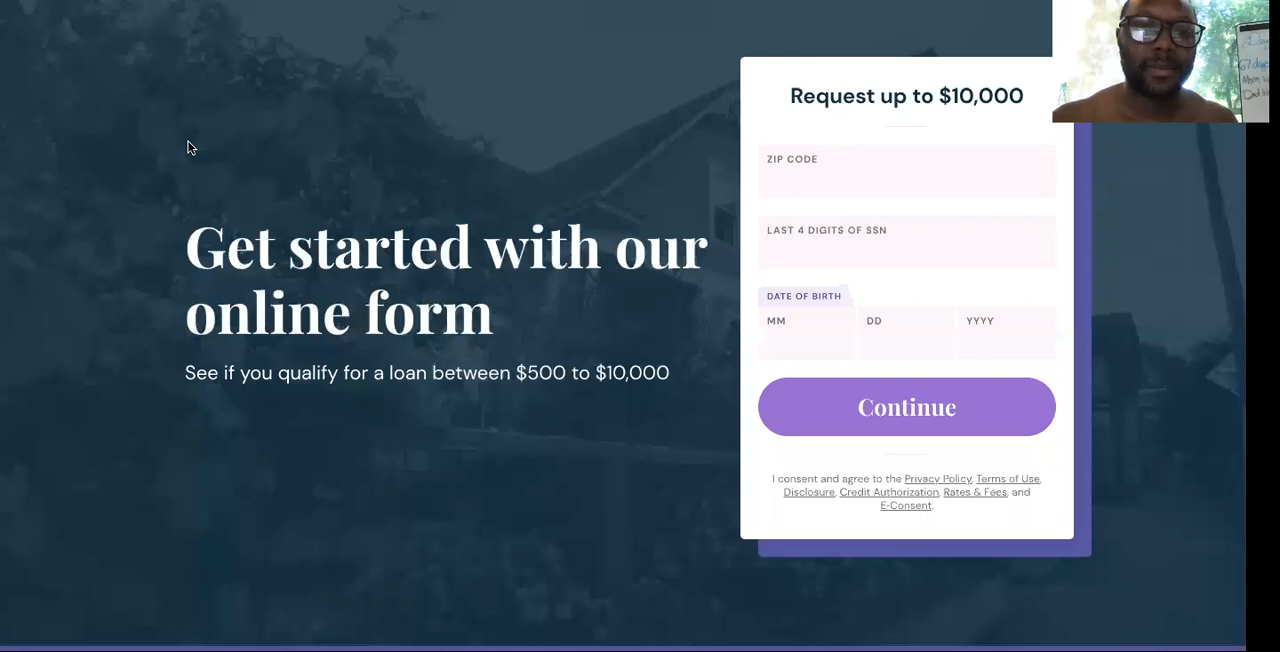 Get started with our
online form
See if you qualify for a loan between $500 to $10,000
Request up to $10,000
ZIP CODE
LAST 4 DIGITS OF SSN
DATE OF BIRTH
MM DD YYYY
Continue
I consent and agree to the Privacy Policy, Terms of Use,
Disclosure, Credit Authorization, Rates & Fees, and
E-Consent.